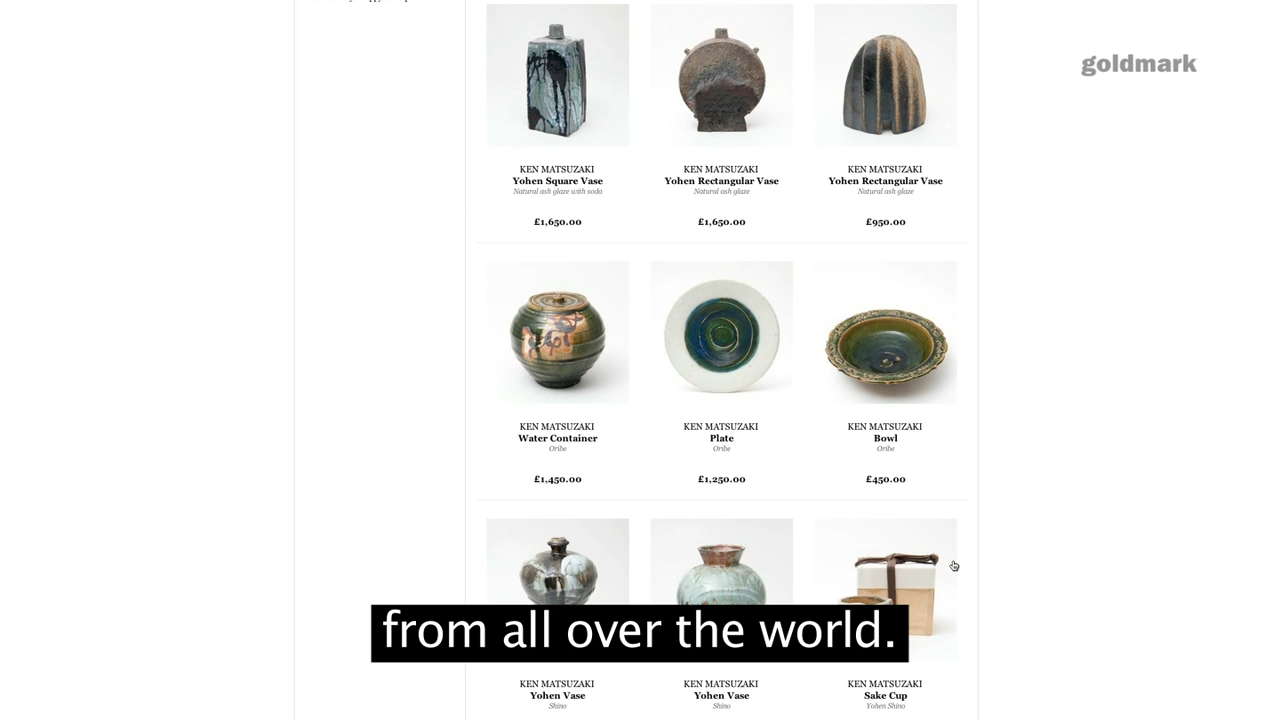 goldmark
KEN MATSUZAKI
Yohen Square Vase
Natural ash glaze with soda
£1,650.00
KEN MATSUZAKI
Yohen Rectangular Vase
Natural ash glaze
£1,650.00
KEN MATSUZAKI
Yohen Rectangular Vase
Natural ash glaze
£950.00
KEN MATSUZAKI
Water Container
Oribe
£1,450.00
KEN MATSUZAKI
Plate
Oribe
£1,250.00
KEN MATSUZAKI
Bowl
Oribe
£450.00
from all over the world.
KEN MATSUZAKI
Yohen Vase
Shino
KEN MATSUZAKI
Yohen Vase
Shino
KEN MATSUZAKI
Sake Cup
Yohen Shino